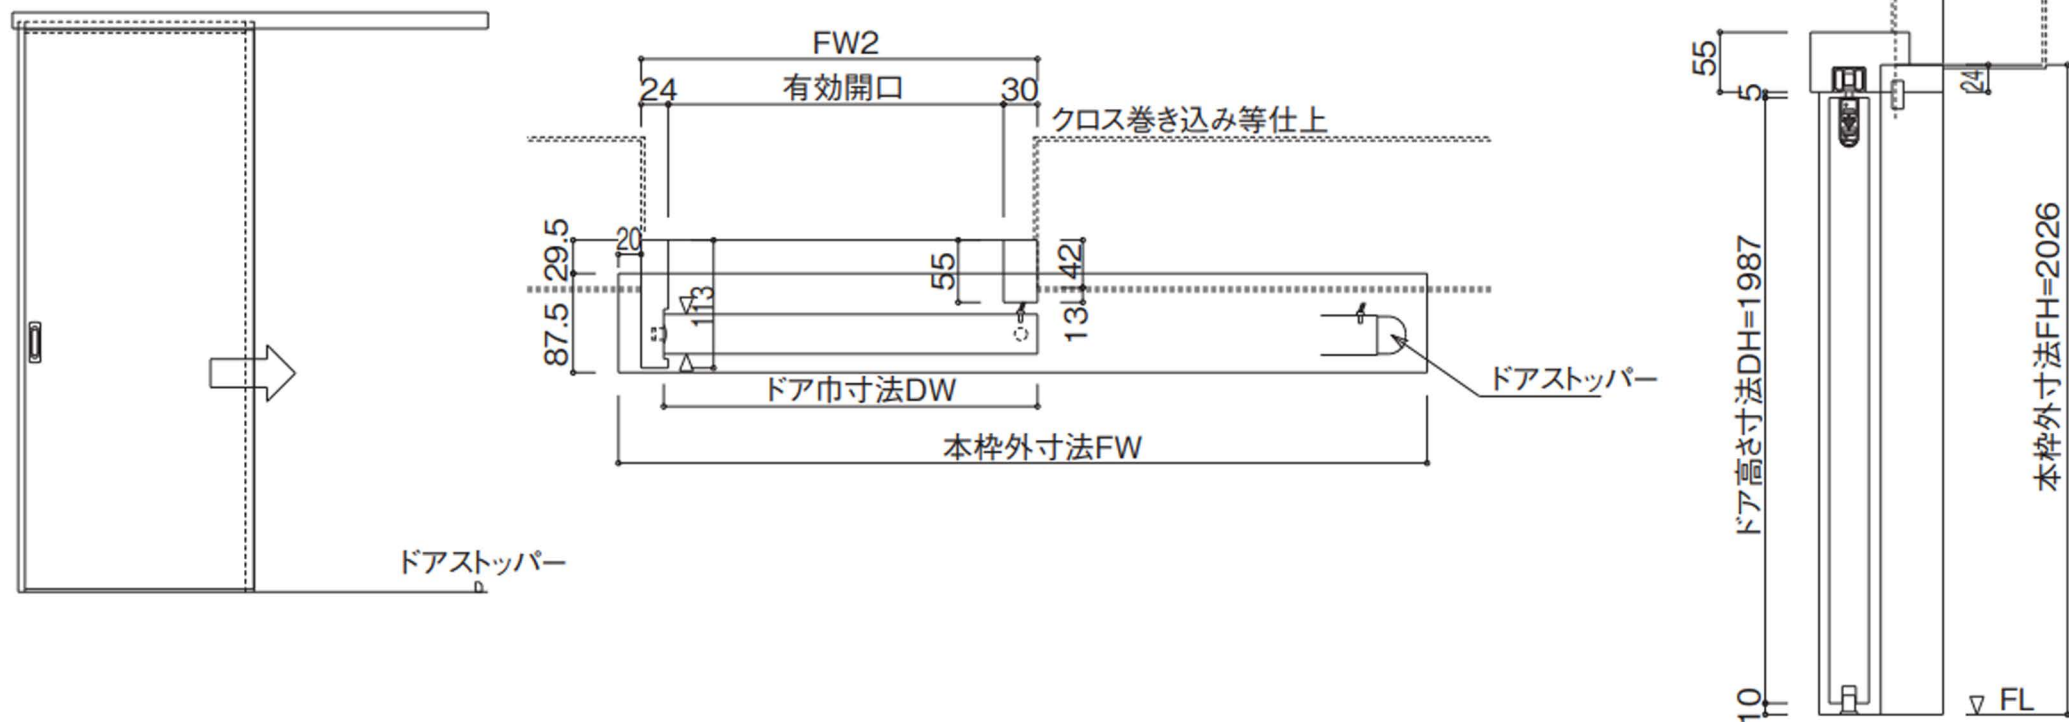 ドアストッパー
FW2
24
有効開口
30
クロス巻き込み等仕上
29.5
87.5
20
113
55
42
13
ドア巾寸法DW
本枠外寸法FW
ドアストッパー
55
5
24
ドア高さ寸法DH=1987
本枠外寸法FH=2026
10
FL